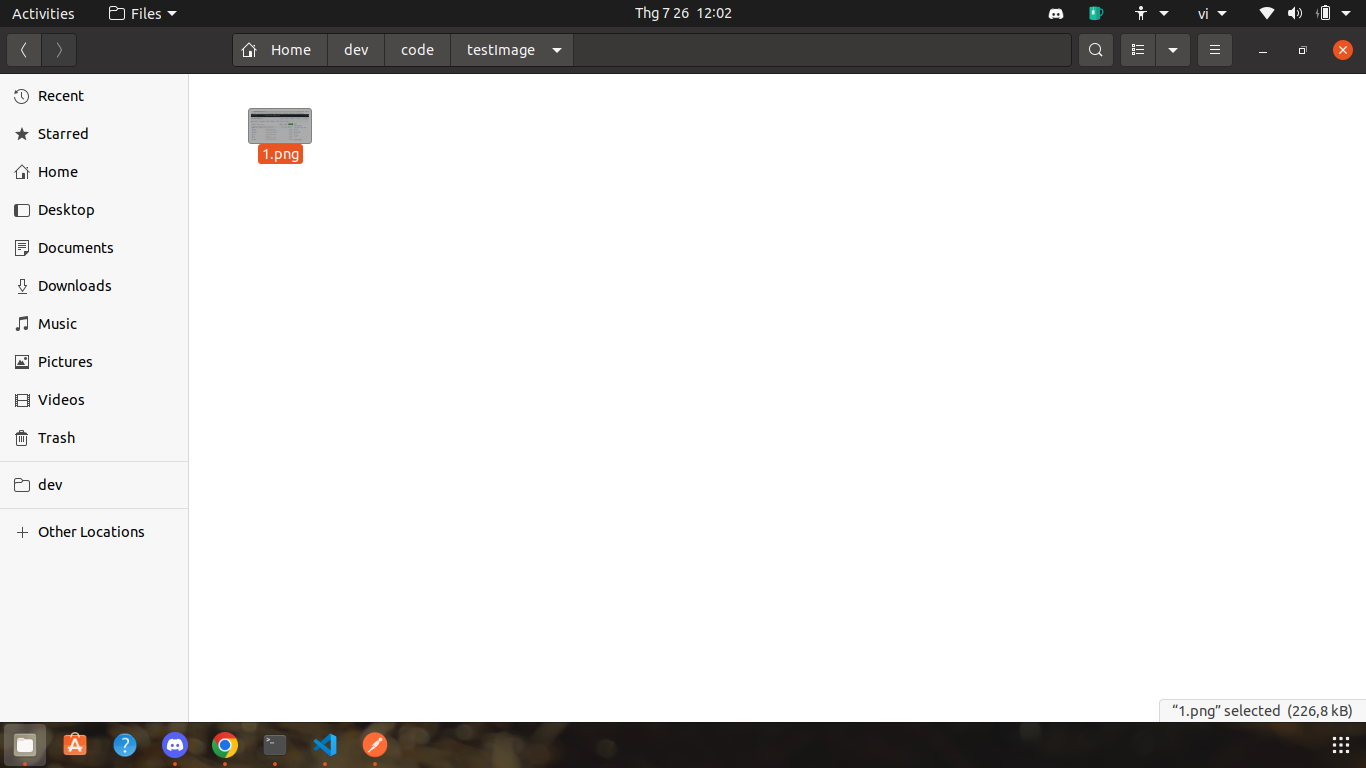 Activities Files Thg 7 26 12:02 vi
Home dev code testImage
Recent
Starred
Home
Desktop
Documents
Downloads
Music
Pictures
Videos
Trash
dev
Other Locations
1.png
“1.png” selected (226,8 kB)